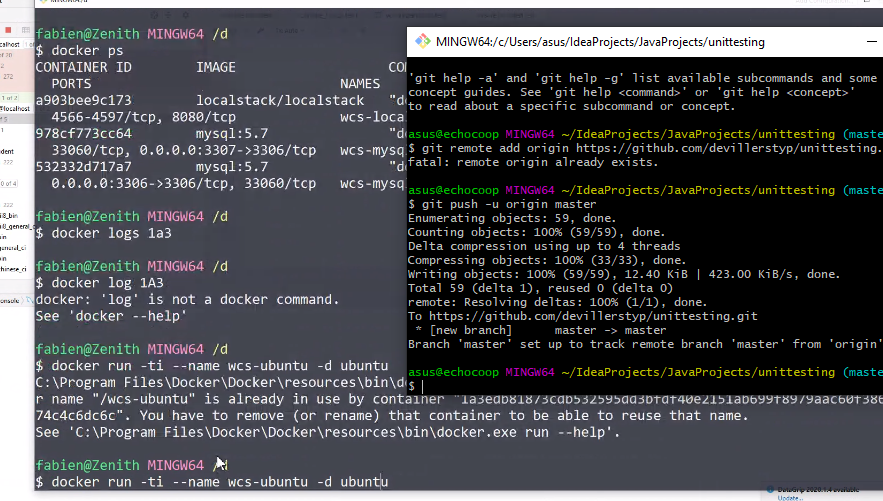 fabien@Zenith MINGW64 /d
$ docker ps
CONTAINER ID IMAGE CO
PORTS NAMES
a903bee9c173 localstack/localstack "d
4566-4597/tcp, 8080/tcp wcs-loca
978cf773cc64 mysql:5.7 "d
33060/tcp, 0.0.0.0:3307->3306/tcp wcs-mysq
532332d717a7 mysql:5.7 "d
0.0.0.0:3306->3306/tcp, 33060/tcp wcs-mysq
fabien@Zenith MINGW64 /d
$ docker logs 1a3
fabien@Zenith MINGW64 /d
$ docker log 1A3
docker: 'log' is not a docker command.
See 'docker --help'
fabien@Zenith MINGW64 /d
$ docker run -ti --name wcs-ubuntu -d ubuntu
C:\Program Files\Docker\Docker\resources\bin\do
r name "/wcs-ubuntu" is already in use by container "1a3edb81873cdb532595dd3bfdf40e2151ab699f8979aac60f386
74c4c6dc6c". You have to remove (or rename) that container to be able to reuse that name.
See 'C:\Program Files\Docker\Docker\resources\bin\docker.exe run --help'.
fabien@Zenith MINGW64 /d
$ docker run -ti --name wcs-ubuntu -d ubuntu
MINGW64:/c/Users/asus/IdeaProjects/JavaProjects/unittesting
'git help -a' and 'git help -g' list available subcommands and some
concept guides. See 'git help <command>' or 'git help <concept>'
to read about a specific subcommand or concept.
asus@echocoop MINGW64 ~/IdeaProjects/JavaProjects/unittesting (maste
$ git remote add origin https://github.com/devillerstyp/unittesting.
fatal: remote origin already exists.
asus@echocoop MINGW64 ~/IdeaProjects/JavaProjects/unittesting (maste
$ git push -u origin master
Enumerating objects: 59, done.
Counting objects: 100% (59/59), done.
Delta compression using up to 4 threads
Compressing objects: 100% (33/33), done.
Writing objects: 100% (59/59), 12.40 KiB | 423.00 KiB/s, done.
Total 59 (delta 1), reused 0 (delta 0)
remote: Resolving deltas: 100% (1/1), done.
To https://github.com/devillerstyp/unittesting.git
* [new branch] master -> master
Branch 'master' set up to track remote branch 'master' from 'origin'
asus@echocoop MINGW64 ~/IdeaProjects/JavaProjects/unittesting (maste
$
DataGrip 2020.1.4 available
Update...